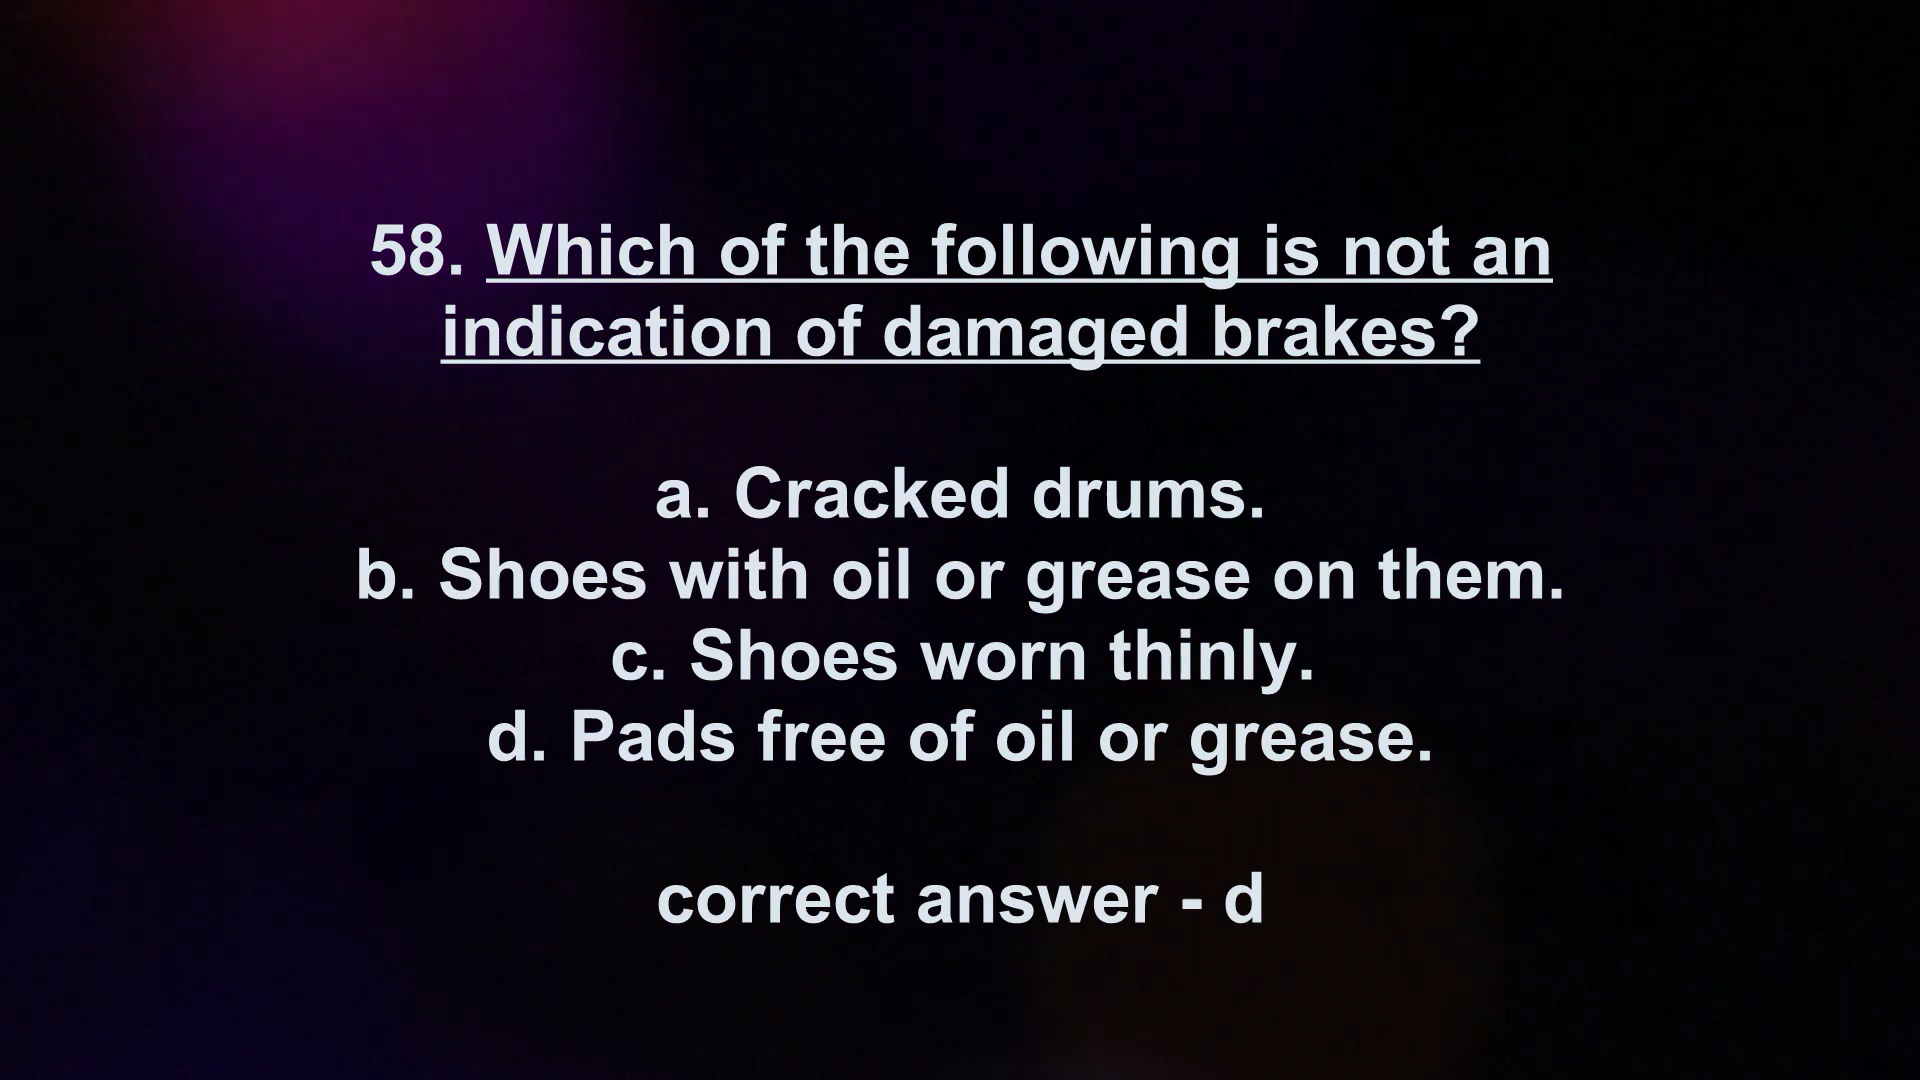 58. Which of the following is not an
indication of damaged brakes?
a. Cracked drums.
b. Shoes with oil or grease on them.
c. Shoes worn thinly.
d. Pads free of oil or grease.
correct answer - d